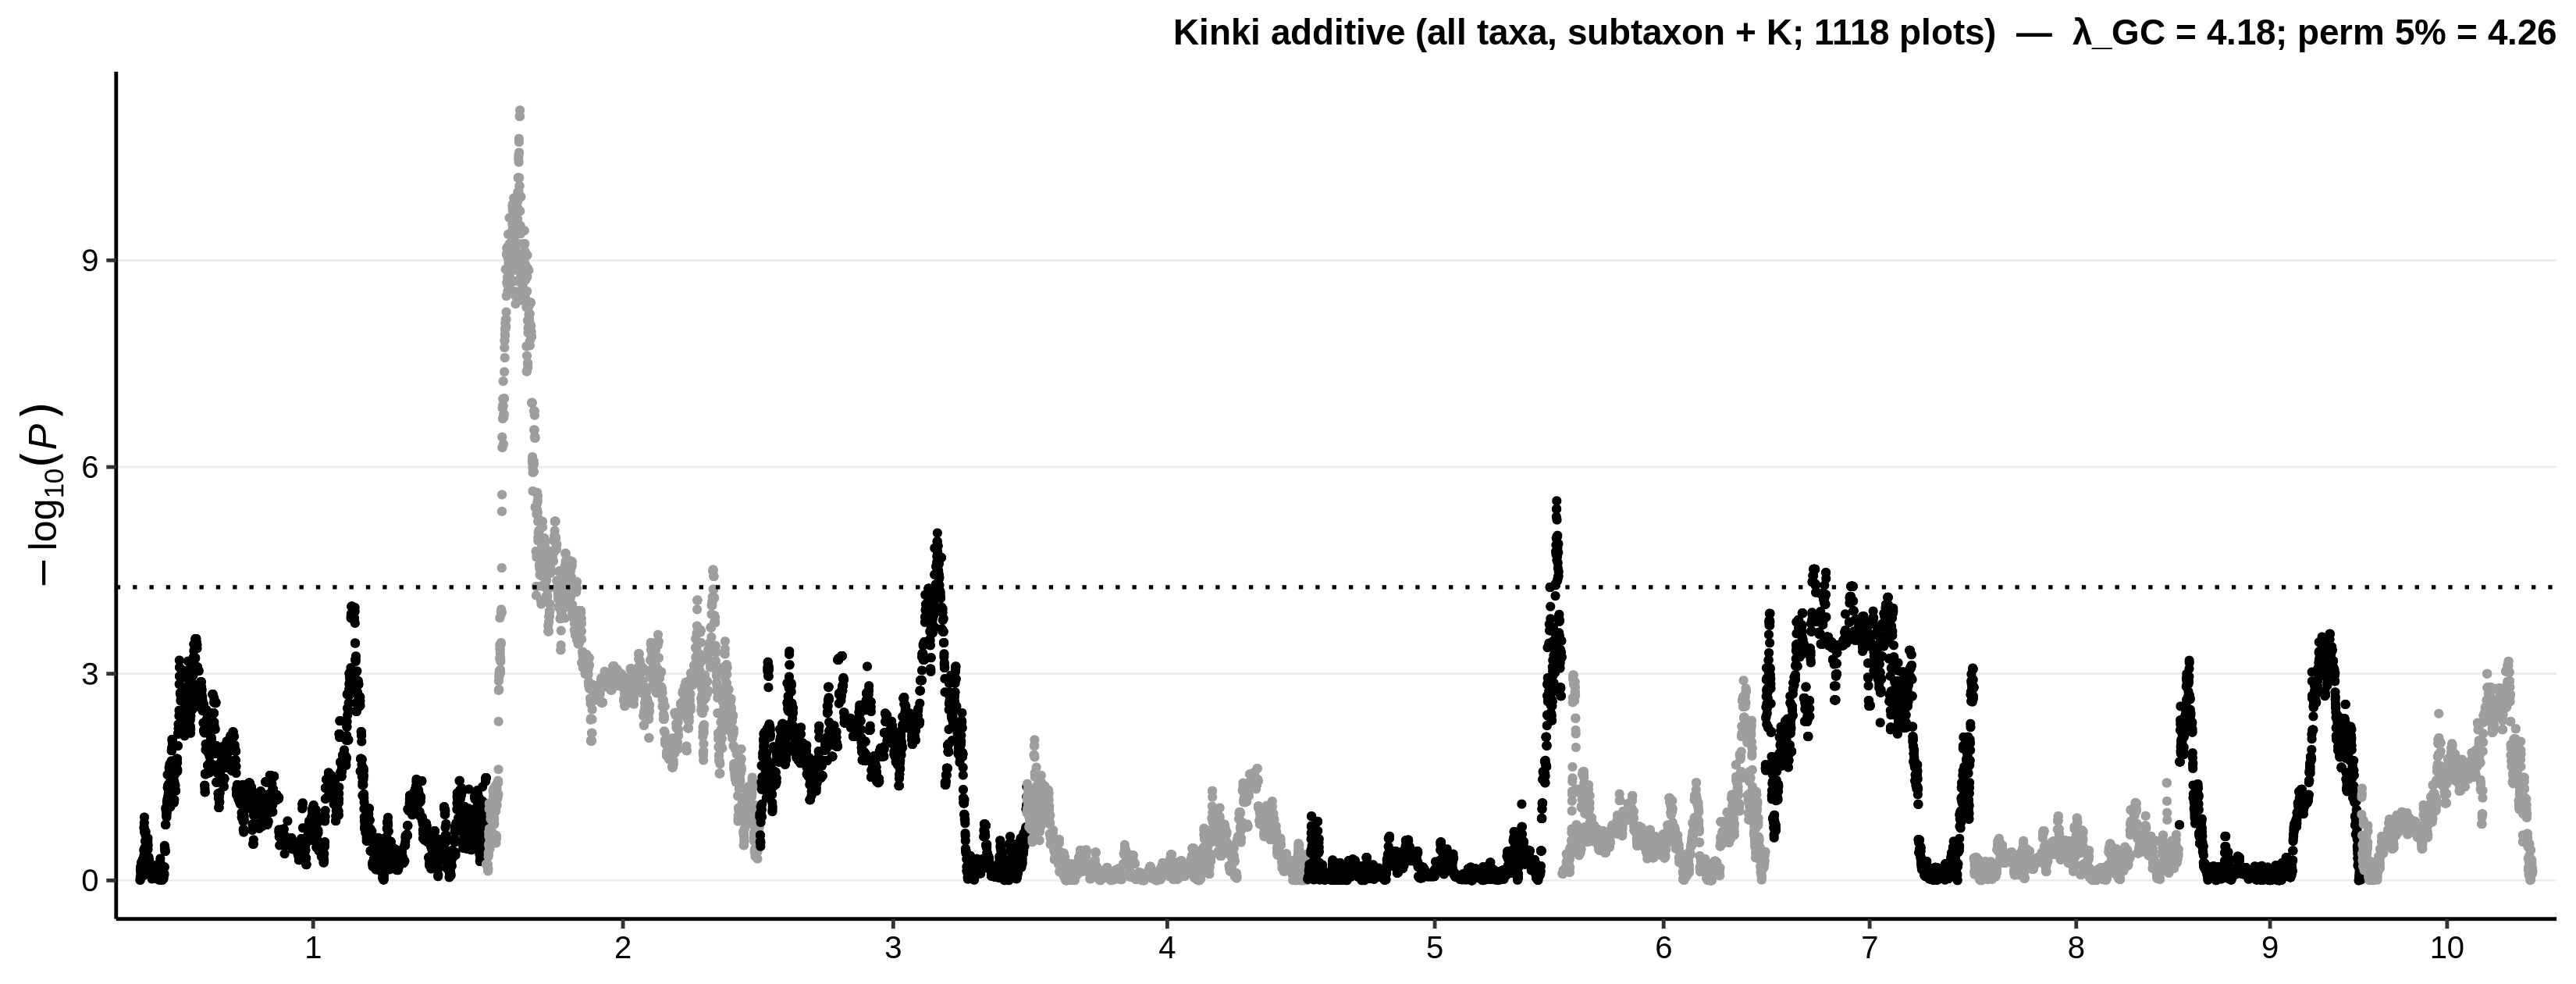 Kinki additive (all taxa, subtaxon + K; 1118 plots) — λ_GC = 4.18; perm 5% = 4.26
− log₁₀(P)
9
6
3
0
1 2 3 4 5 6 7 8 9 10